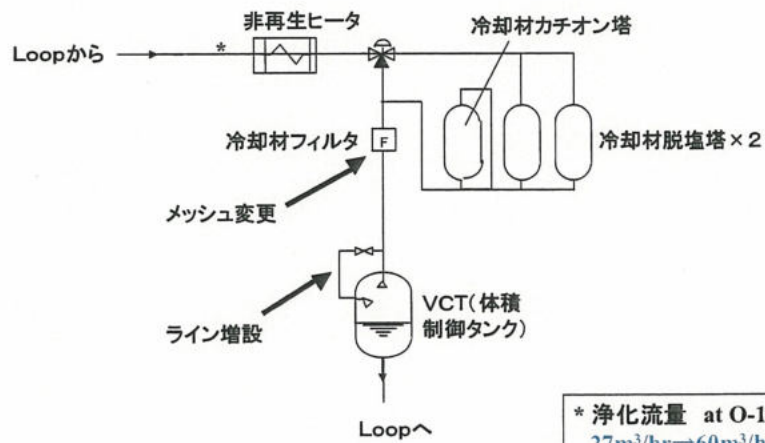 非再生ヒータ
冷却材カチオン塔
Loopから
*
冷却材フィルタ
F
冷却材脱塩塔×2
メッシュ変更
VCT(体積
制御タンク)
ライン増設
Loopへ
* 浄化流量 at O-1